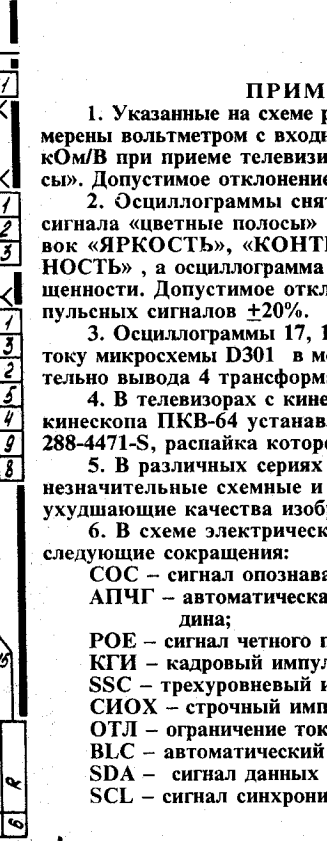 1
ПРИМ
1. Указанные на схеме р
мерены вольтметром с входн
кОм/В при приеме телевизи
сы». Допустимое отклонение
1
2
3
2. Осциллограммы снят
сигнала «цветные полосы»
вок «ЯРКОСТЬ», «КОНТР
НОСТЬ» , а осциллограмма
щенности. Допустимое откл
пульсных сигналов ±20%.
1
3
2
5
4
9
8
3. Осциллограммы 17, 1
току микросхемы D301 в м
тельно вывода 4 трансформ
4. В телевизорах с кине
кинескопа ПКВ-64 устанав
288-4471-S, распайка которо
5. В различных сериях
незначительные схемные и
ухудшающие качества изобр
6. В схеме электрическ
следующие сокращения:
СОС – сигнал опознава
АПЧГ – автоматическа
дина;
РОЕ – сигнал четного п
КГИ – кадровый импул
SSC – трехуровневый и
СИОХ – строчный имп
ОТЛ – ограничение ток
BLC – автоматический
SDA – сигнал данных
SCL – сигнал синхрони
15
R
6